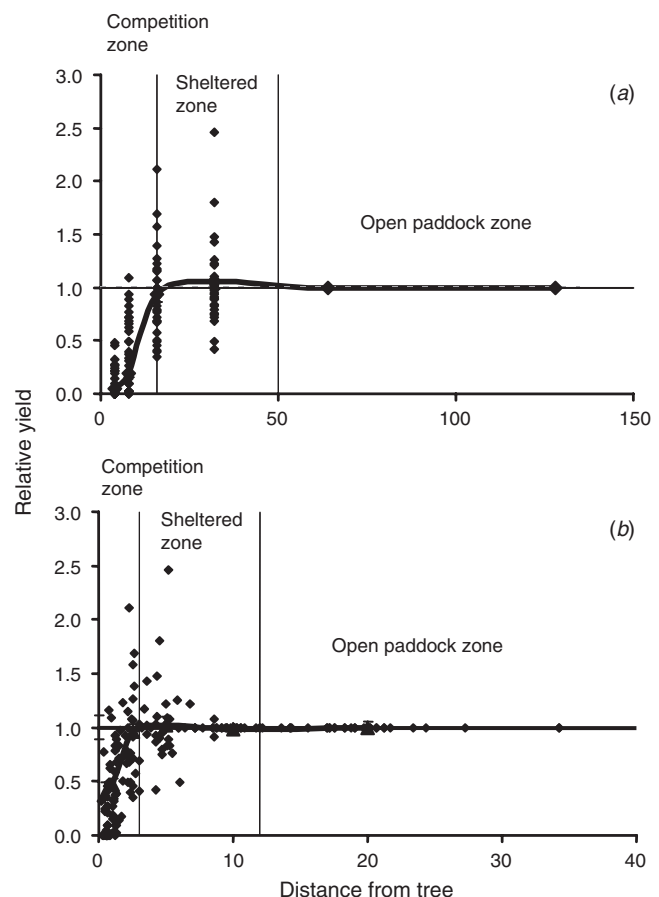 Competition
zone
Sheltered
zone
(a)
Open paddock zone
3.0
2.5
2.0
1.5
1.0
0.5
0.0
0
50
100
150
Relative yield
Competition
zone
Sheltered
zone
(b)
Open paddock zone
3.0
2.5
2.0
1.5
1.0
0.5
0.0
0
10
20
30
40
Distance from tree